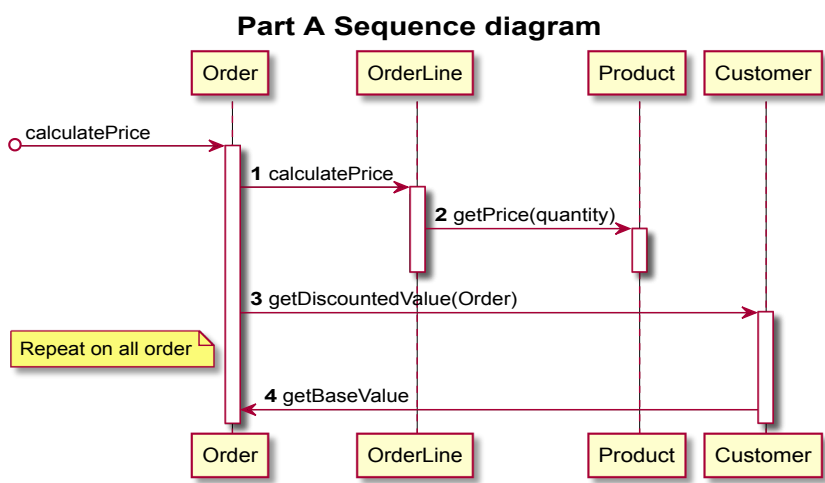 Part A Sequence diagram
Order
OrderLine
Product
Customer
calculatePrice
1 calculatePrice
2 getPrice(quantity)
3 getDiscountedValue(Order)
Repeat on all order
4 getBaseValue
Order
OrderLine
Product
Customer